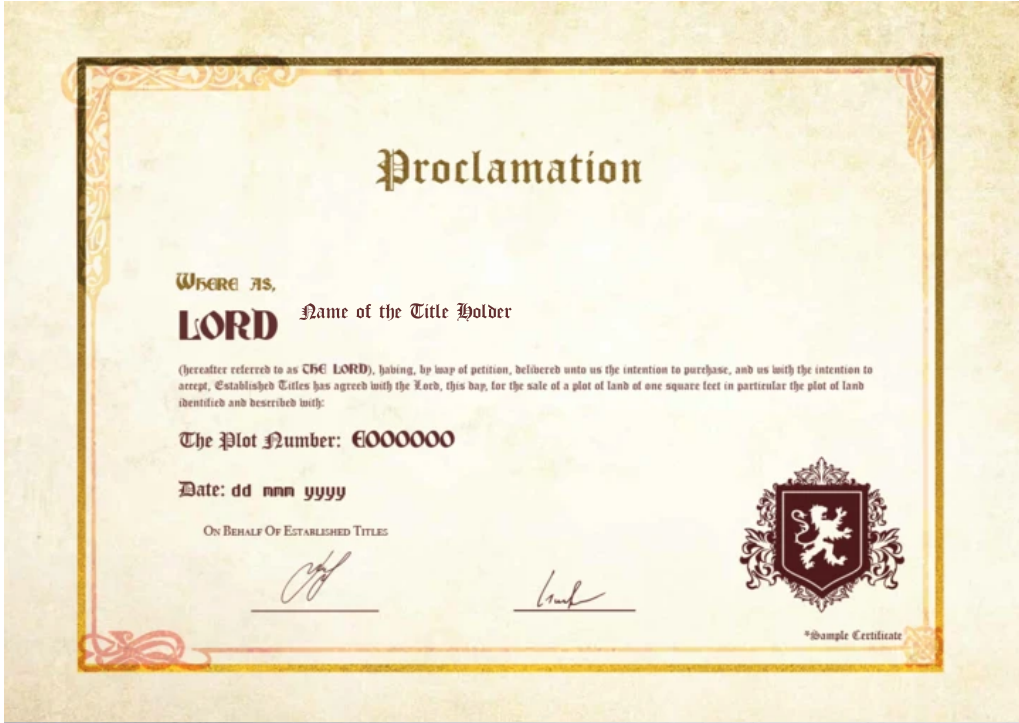 Proclamation
WHERE AS,
LORD Name of the Title Holder
(hereafter referred to as THE LORD), having, by way of petition, delivered unto us the intention to purchase, and us with the intention to
accept, Established Titles has agreed with the Lord, this day, for the sale of a plot of land of one square feet in particular the plot of land
identified and described with:
The Plot Number: E000000
Date: dd mmm yyyy
ON BEHALF OF ESTABLISHED TITLES
*Sample Certificate